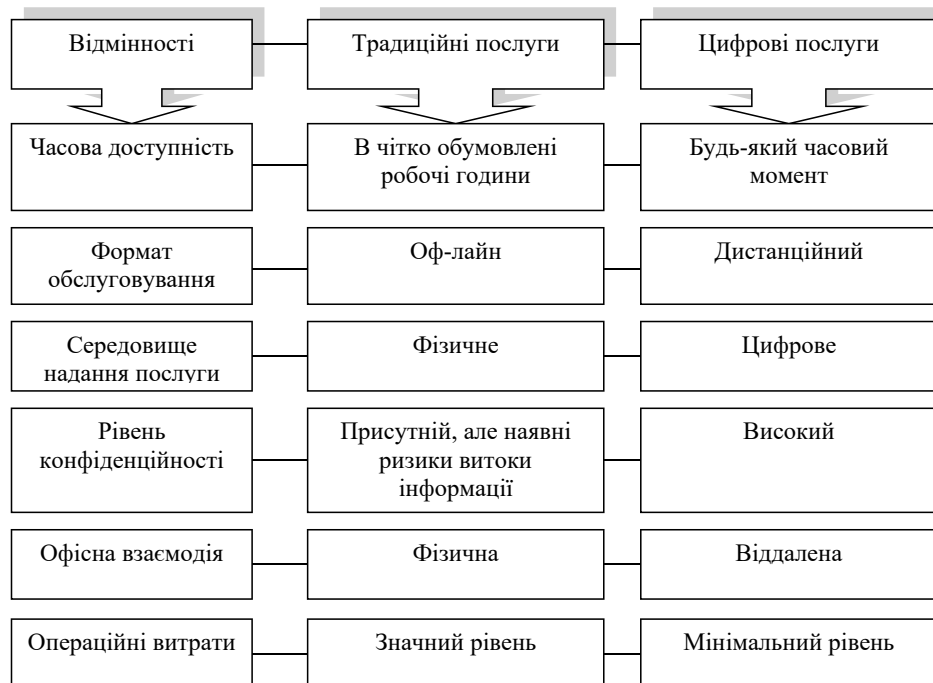 Відмінності
Традиційні послуги
Цифрові послуги
Часова доступність
В чітко обумовлені
робочі години
Будь-який часовий
момент
Формат
обслуговування
Оф-лайн
Дистанційний
Середовище
надання послуги
Фізичне
Цифрове
Рівень
конфіденційності
Присутній, але наявні
ризики витоки
інформації
Високий
Офісна взаємодія
Фізична
Віддалена
Операційні витрати
Значний рівень
Мінімальний рівень